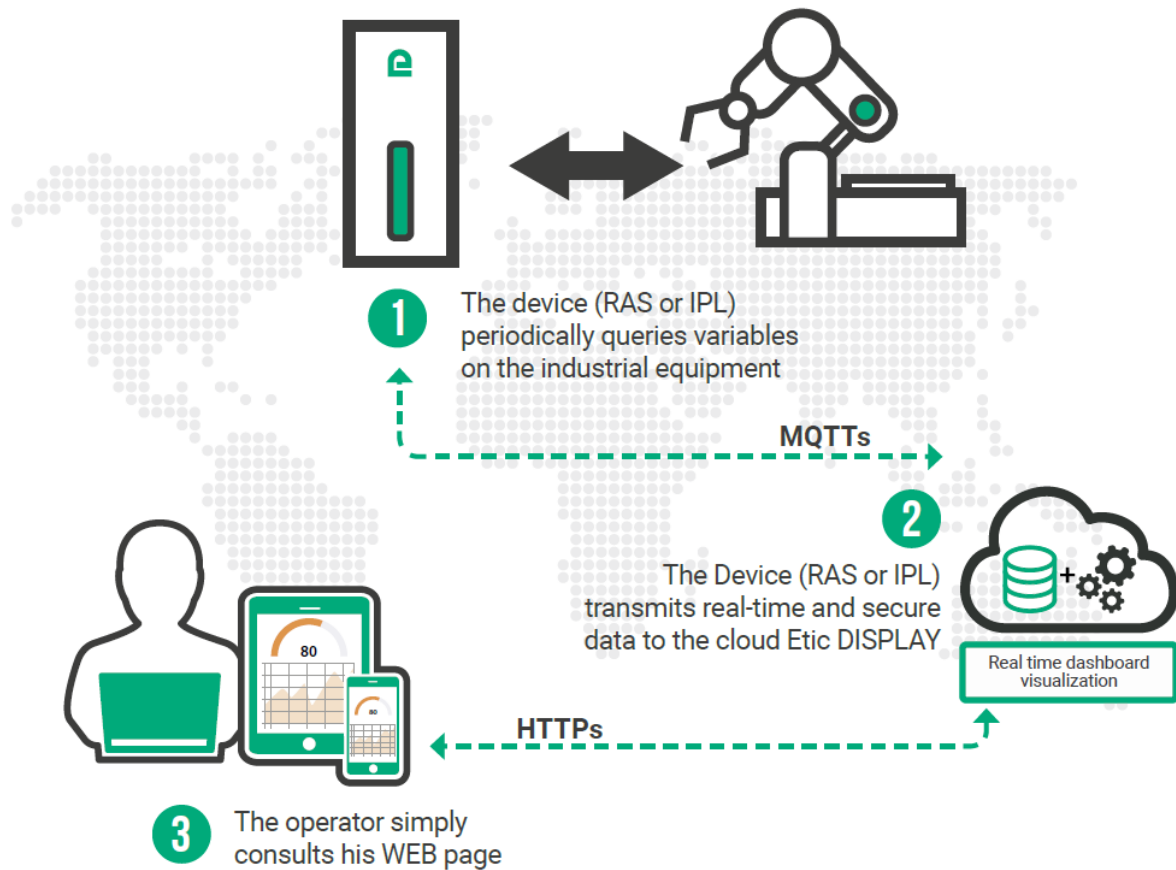 1
The device (RAS or IPL)
periodically queries variables
on the industrial equipment
MQTTs
2
The Device (RAS or IPL)
transmits real-time and secure
data to the cloud Etic DISPLAY
+
Real time dashboard
visualization
80
80
HTTPs
3
The operator simply
consults his WEB page